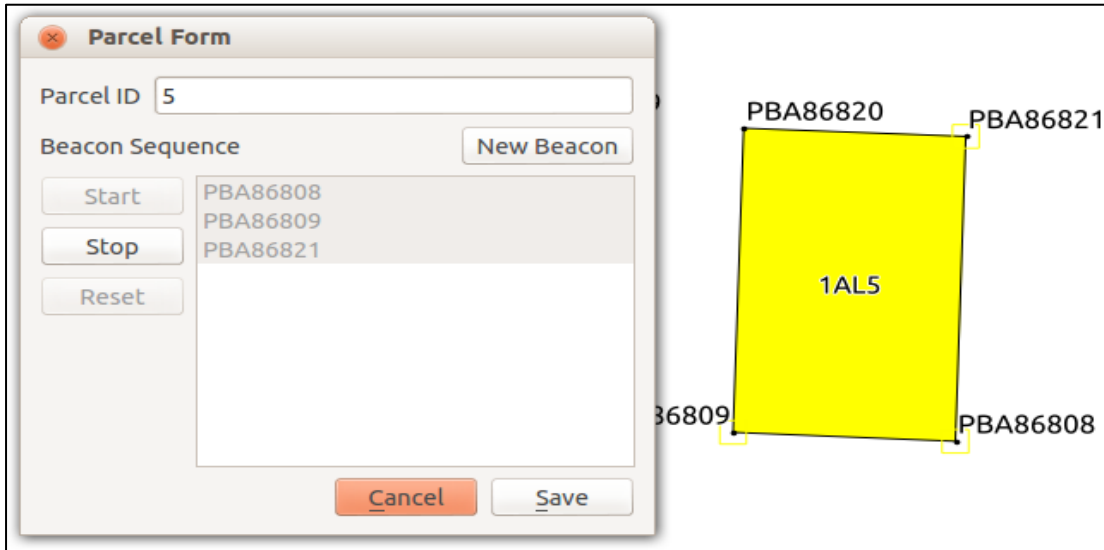 Parcel Form
Parcel ID 5
Beacon Sequence New Beacon
Start
Stop
Reset
PBA86808
PBA86809
PBA86821
Cancel Save
PBA86820
PBA86821
1AL5
36809
PBA86808